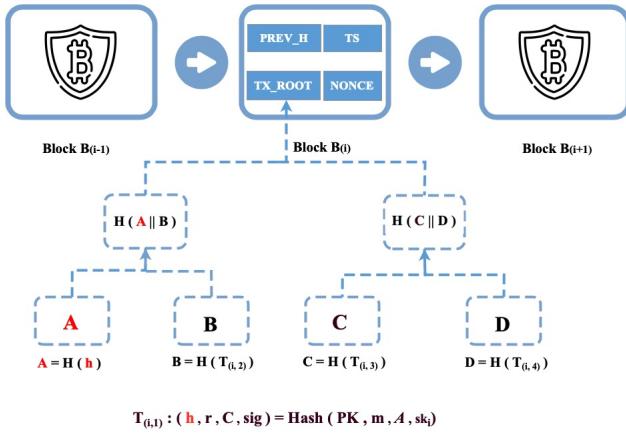 PREV_H TS
TX_ROOT NONCE
Block B(i-1) Block B(i) Block B(i+1)
H ( A || B ) H ( C || D )
A B C D
A = H ( h ) B = H ( T(i, 2) ) C = H ( T(i, 3) ) D = H ( T(i, 4) )
T(i,1) : ( h , r , C , sig ) = Hash ( PK , m , A , ski )